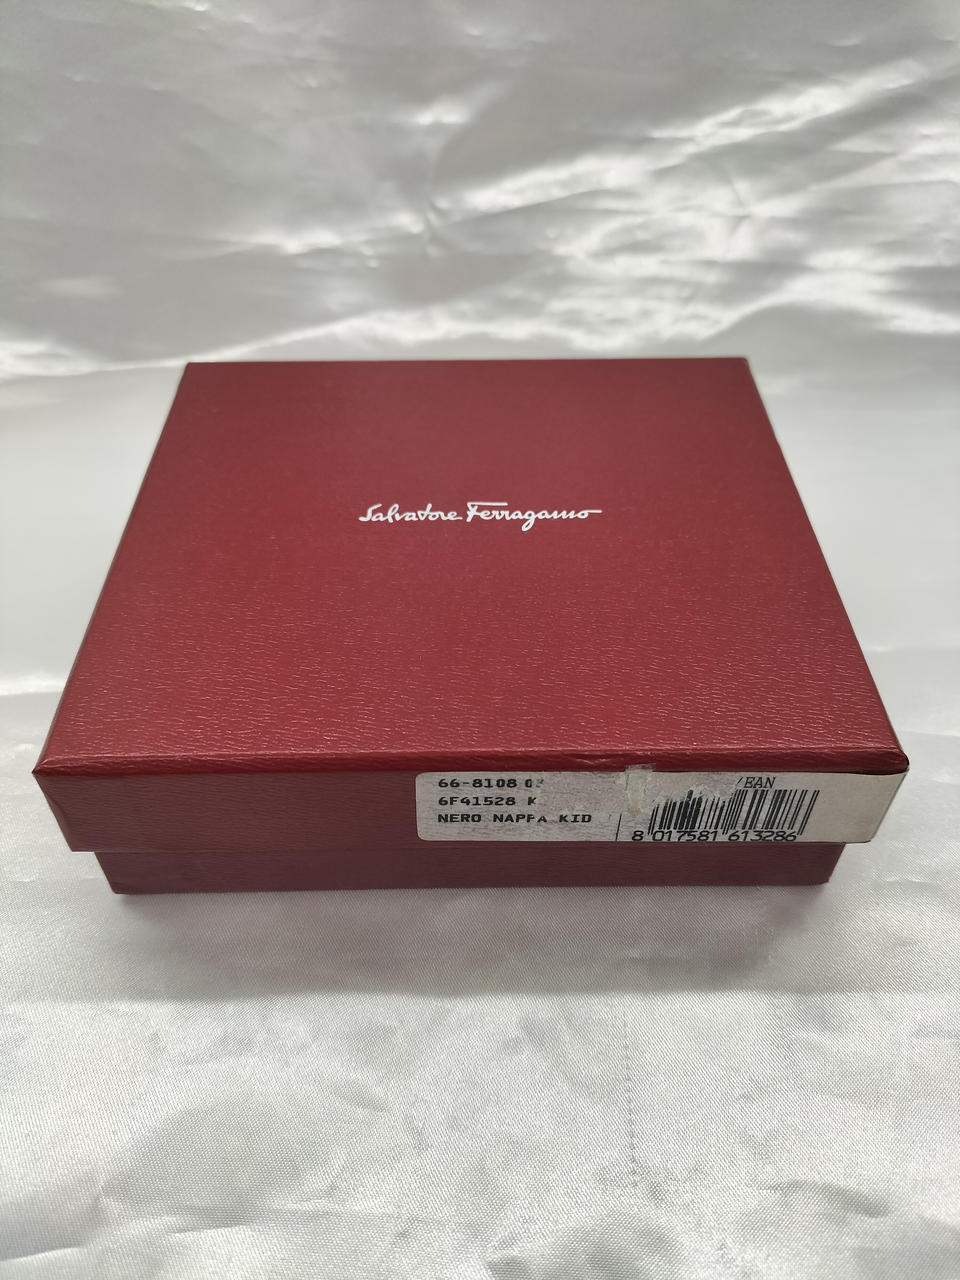 Salvatore Ferragamo
66-8108
6F41528 K
NERO NAPPA KID
/EAN
8 017581 613286